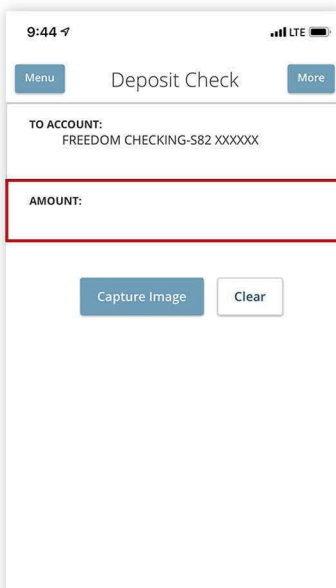 9:44
LTE
Menu
Deposit Check
More
TO ACCOUNT:
FREEDOM CHECKING-S82 XXXXXX
AMOUNT:
Capture Image
Clear